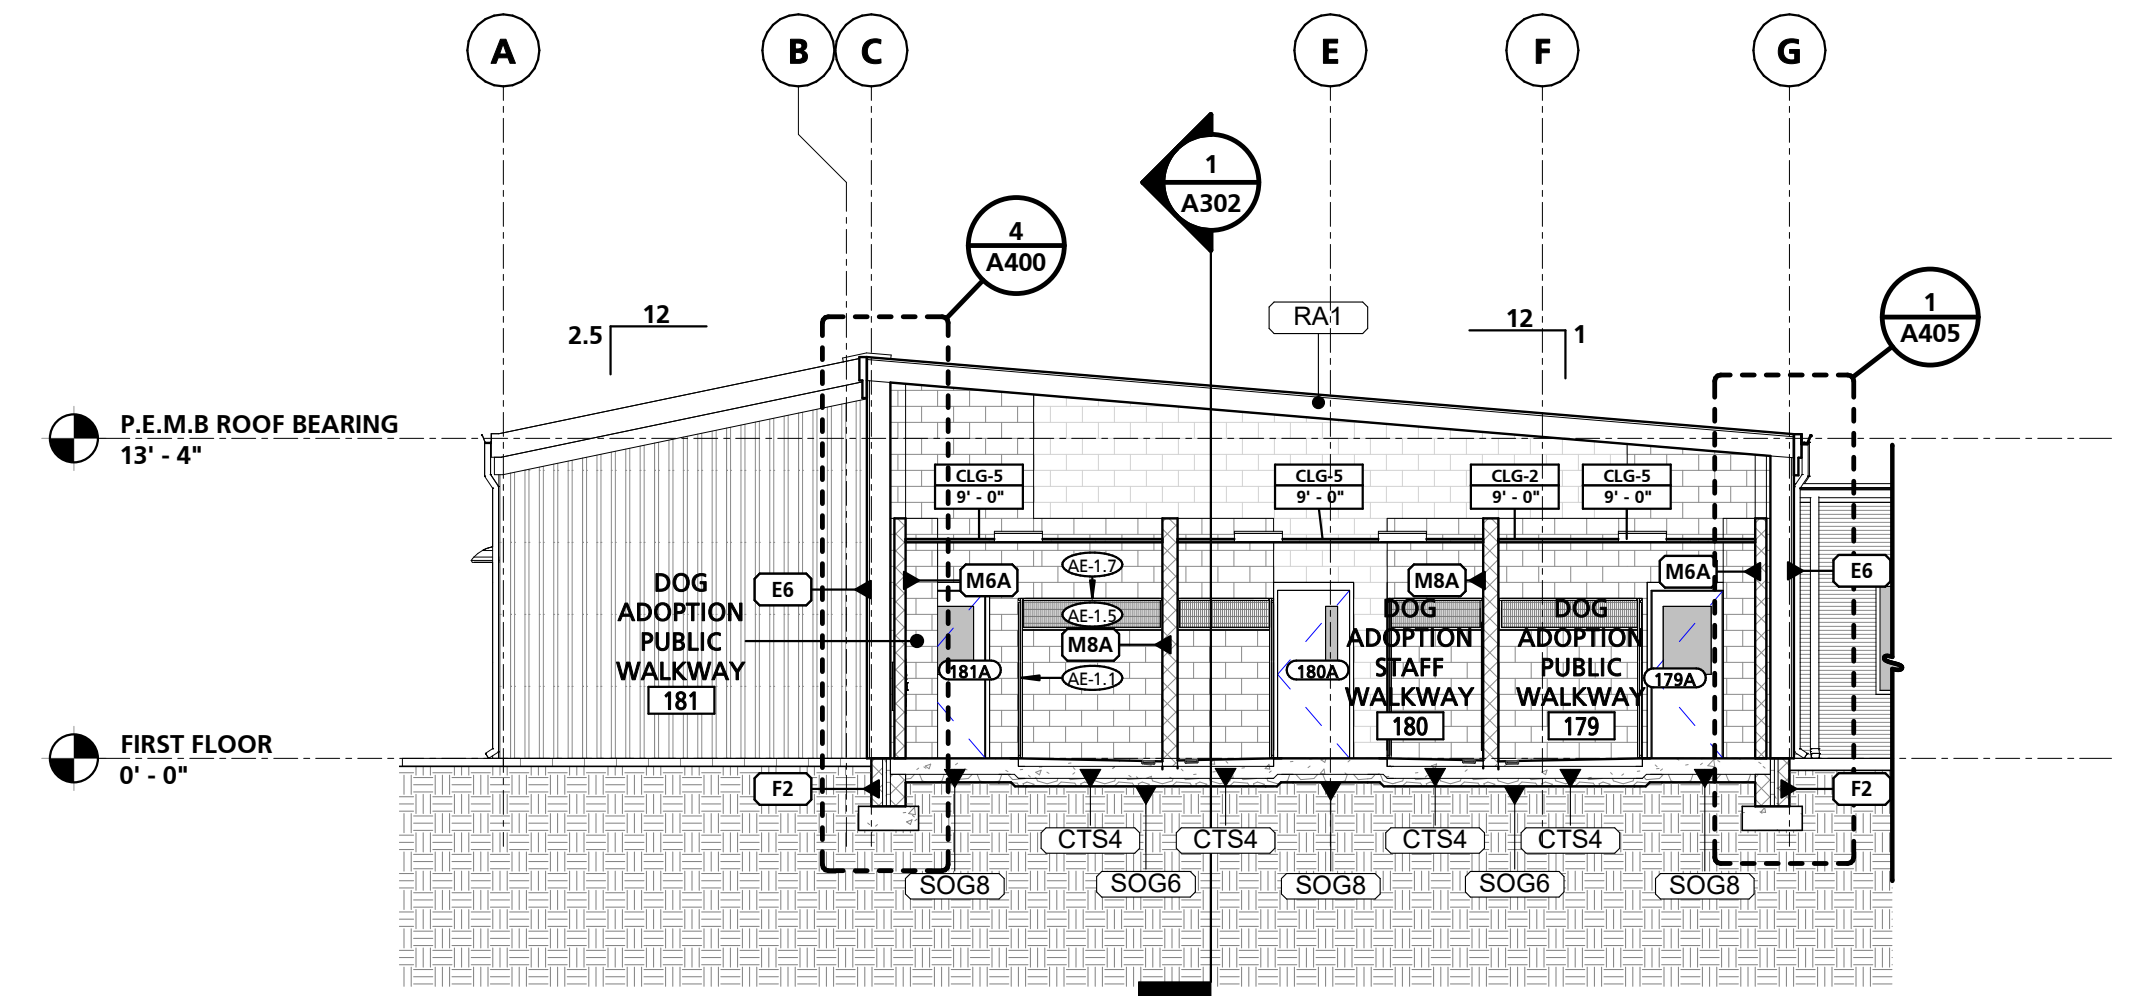 A
B
C
E
F
G
1
A302
4
A400
1
A405
12
2.5
RA1
12
1
P.E.M.B ROOF BEARING
13' - 4"
CLG-5
9' - 0"
CLG-5
9' - 0"
CLG-2
9' - 0"
CLG-5
9' - 0"
DOG
ADOPTION
PUBLIC
WALKWAY
181
E6
M6A
AE-1.7
AE-1.5
M8A
AE-1.1
181A
180A
M8A
DOG
ADOPTION
STAFF
WALKWAY
180
DOG
ADOPTION
PUBLIC
WALKWAY
179
M6A
179A
E6
FIRST FLOOR
0' - 0"
F2
F2
CTS4
CTS4
CTS4
CTS4
SOG8
SOG6
SOG8
SOG6
SOG8